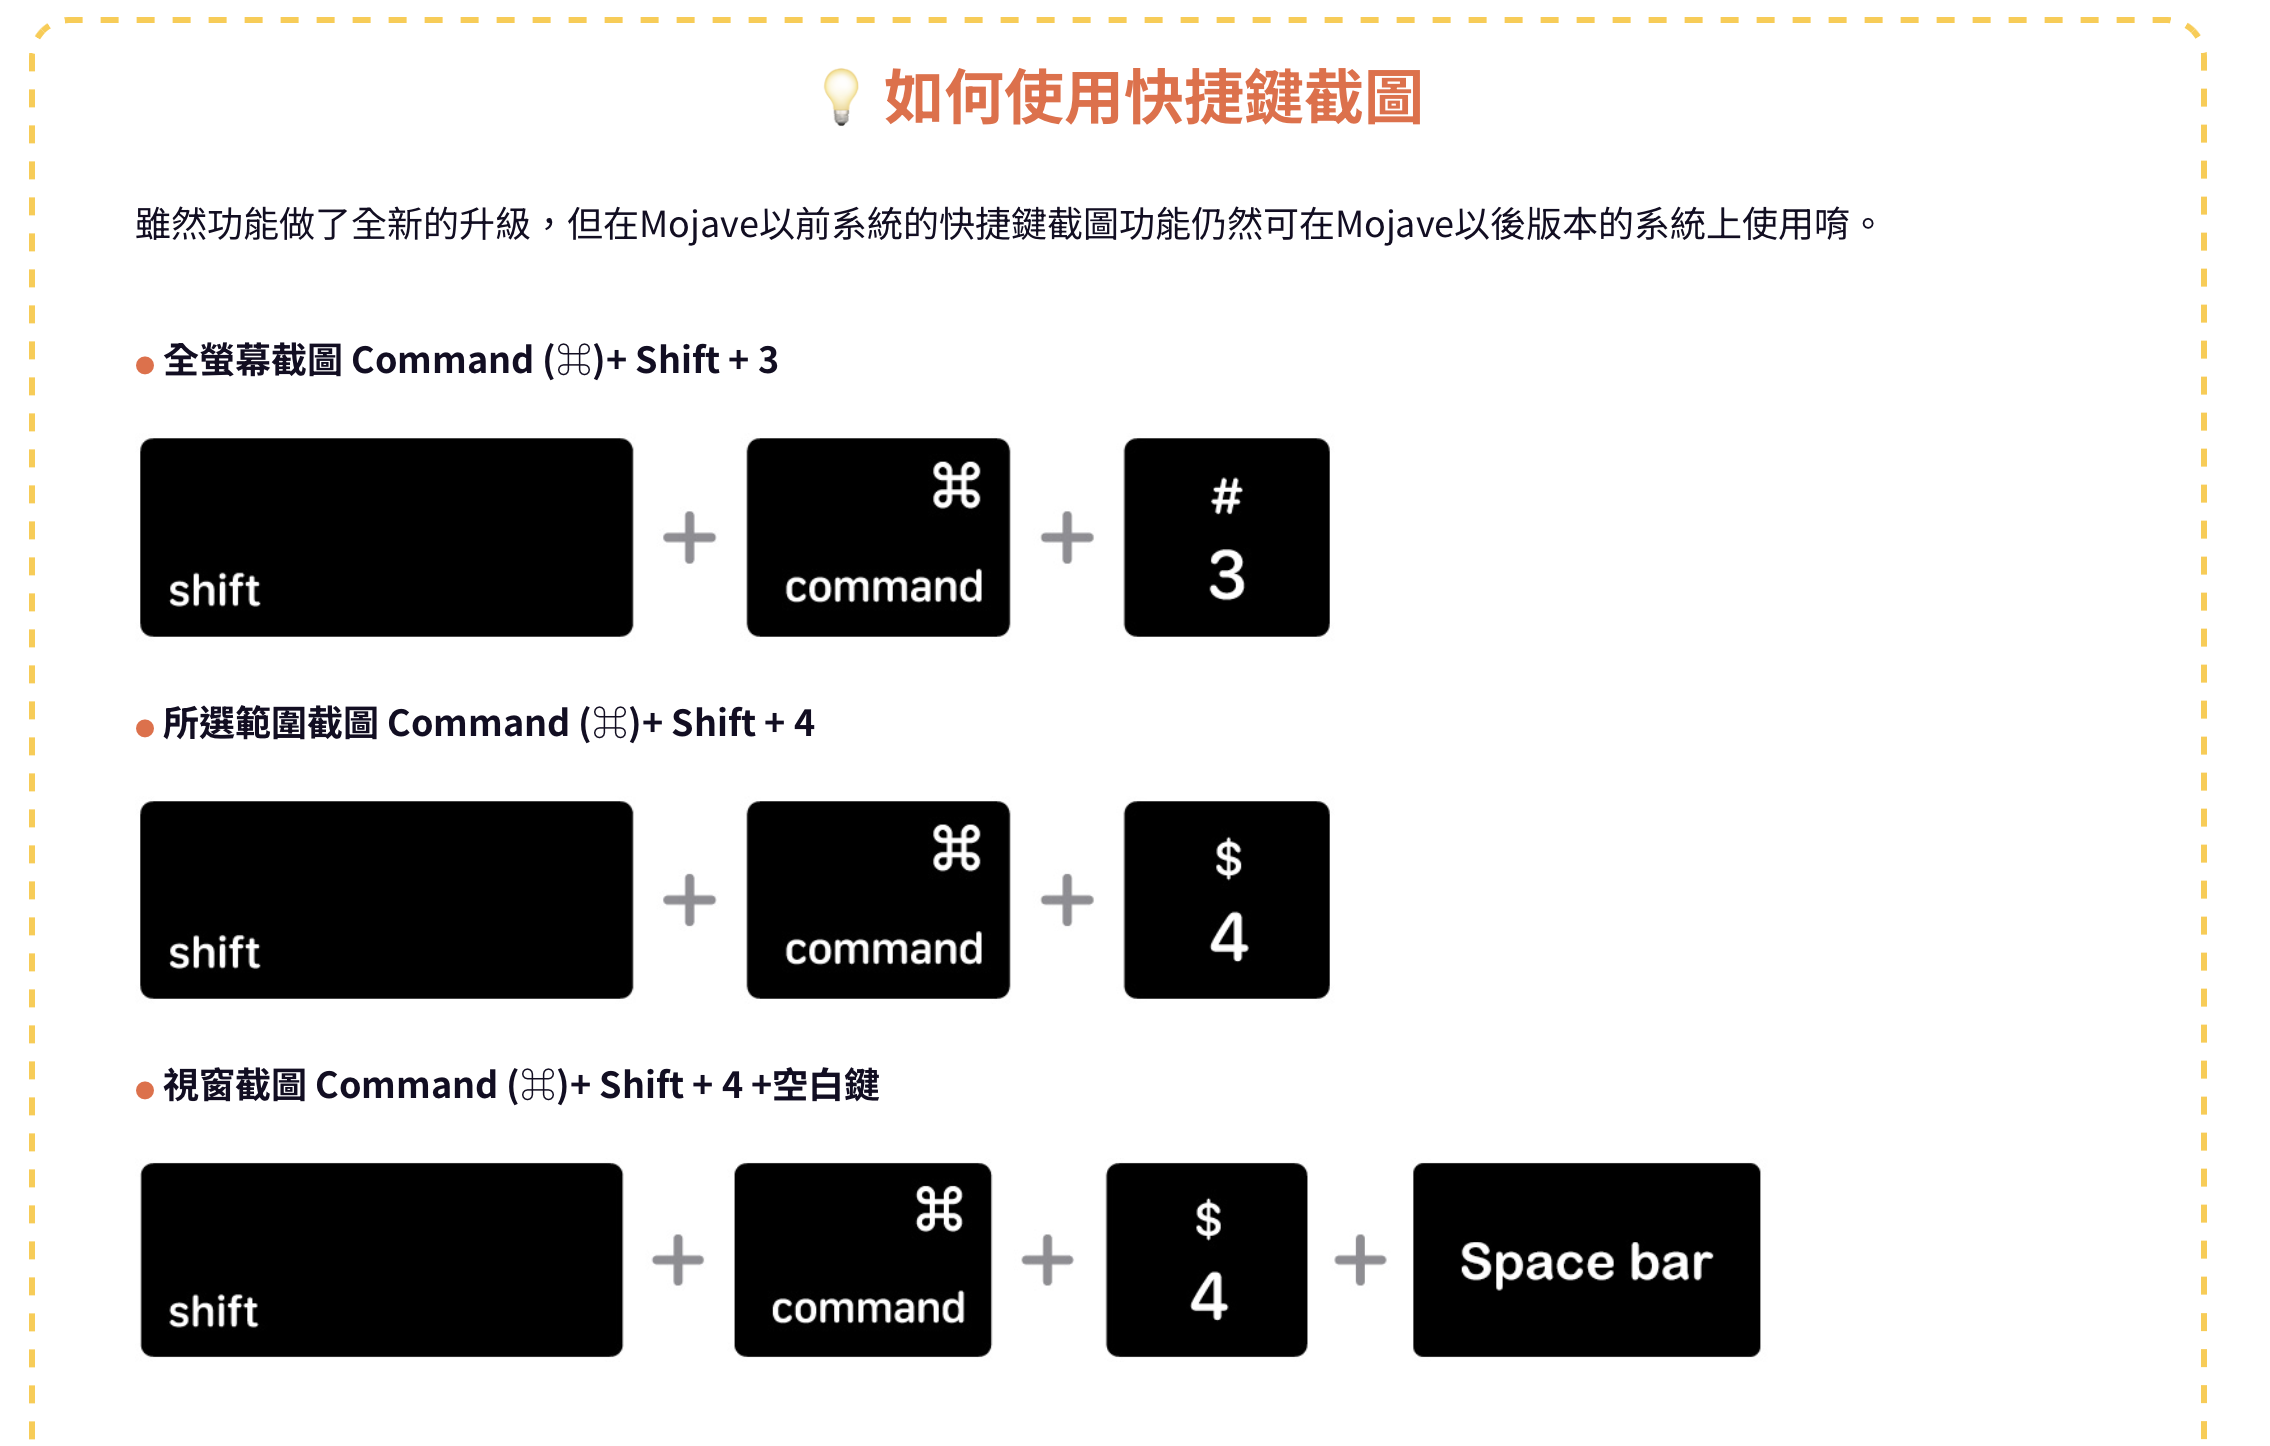 💡 如何使用快捷鍵截圖
雖然功能做了全新的升級，但在Mojave以前系統的快捷鍵截圖功能仍然可在Mojave以後版本的系統上使用唷。
● 全螢幕截圖 Command (⌘)+ Shift + 3
⌘ #
shift + command + 3
● 所選範圍截圖 Command (⌘)+ Shift + 4
⌘ $
shift + command + 4
● 視窗截圖 Command (⌘)+ Shift + 4 +空白鍵
⌘ $
shift + command + 4 + Space bar